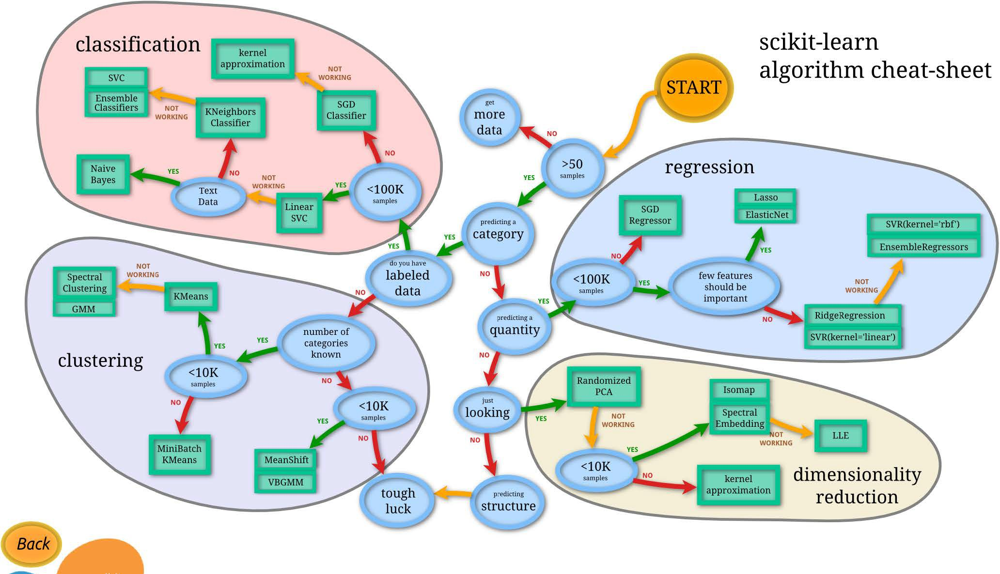 scikit-learn
algorithm cheat-sheet
START
classification
kernel
approximation
NOT
WORKING
SVC
Ensemble
Classifiers
NOT
WORKING
KNeighbors
Classifier
SGD
Classifier
NO
Naive
Bayes
YES
NO
Text
Data
NOT
WORKING
Linear
SVC
YES
<100K
samples
get
more
data
NO
>50
samples
YES
predicting a
category
YES
NO
YES
do you have
labeled
data
NO
regression
SGD
Regressor
NO
Lasso
ElasticNet
YES
SVR(kernel='rbf')
EnsembleRegressors
NOT
WORKING
<100K
samples
YES
few features
should be
important
NO
RidgeRegression
SVR(kernel='linear')
predicting a
quantity
YES
NO
clustering
Spectral
Clustering
GMM
NOT
WORKING
KMeans
YES
number of
categories
known
YES
NO
<10K
samples
NO
MiniBatch
KMeans
<10K
samples
YES
NO
MeanShift
VBGMM
tough
luck
just
looking
YES
NO
predicting
structure
Randomized
PCA
NOT
WORKING
<10K
samples
YES
NO
Isomap
Spectral
Embedding
NOT
WORKING
LLE
kernel
approximation
dimensionality
reduction
Back